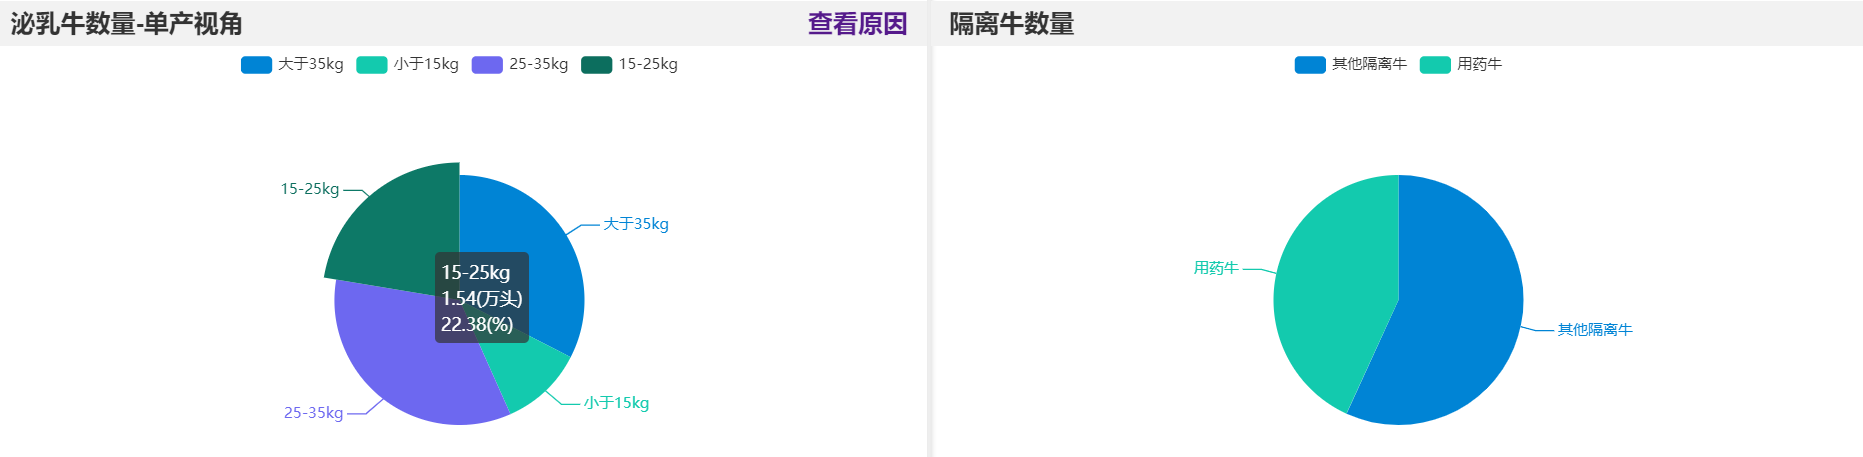 泌乳牛数量-单产视角
查看原因
大于35kg
小于15kg
25-35kg
15-25kg
15-25kg
大于35kg
15-25kg
1.54(万头)
22.38(%)
25-35kg
小于15kg
隔离牛数量
其他隔离牛
用药牛
用药牛
其他隔离牛